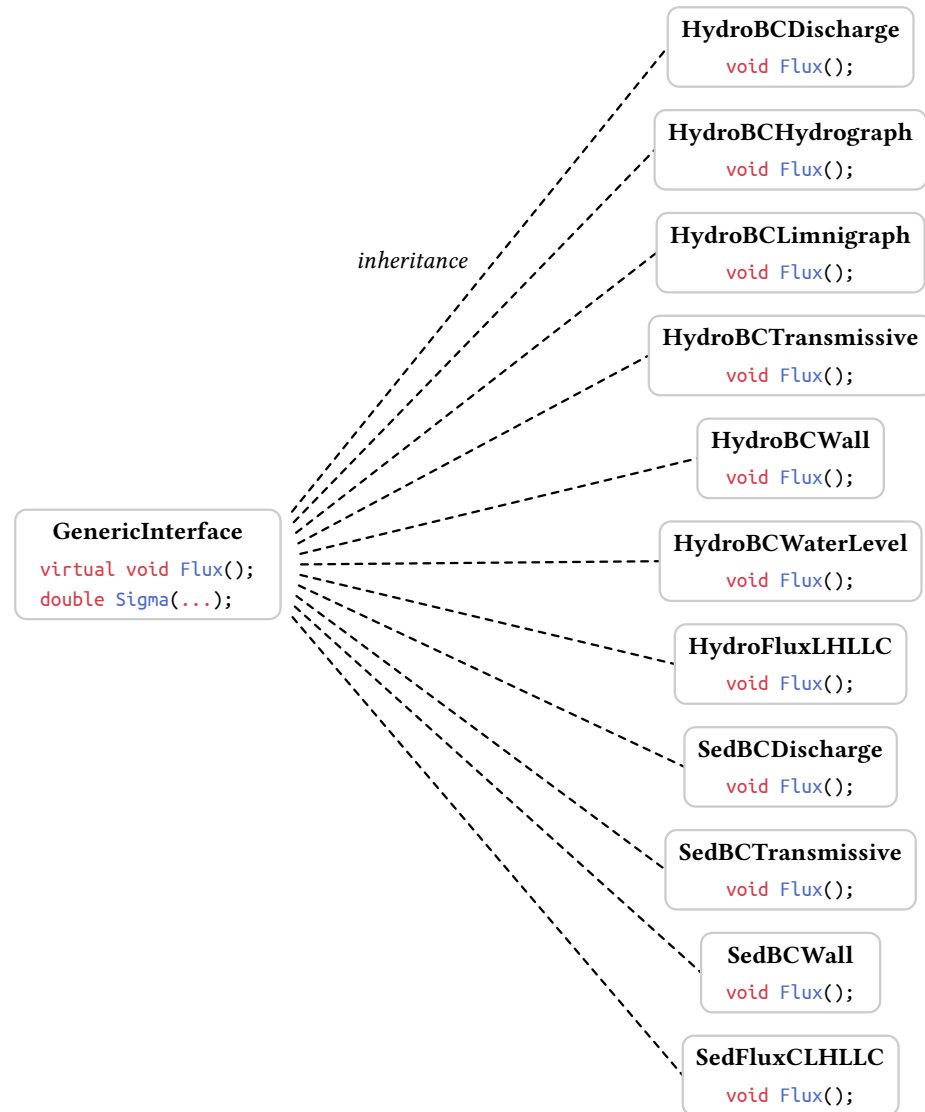 HydroBCDischarge
void Flux();
HydroBCHydrograph
void Flux();
HydroBCLimnigraph
void Flux();
inheritance
HydroBCTransmissive
void Flux();
HydroBCWall
void Flux();
GenericInterface
virtual void Flux();
double Sigma(...);
HydroBCWaterLevel
void Flux();
HydroFluxLHLLC
void Flux();
SedBCDischarge
void Flux();
SedBCTransmissive
void Flux();
SedBCWall
void Flux();
SedFluxCLHLLC
void Flux();